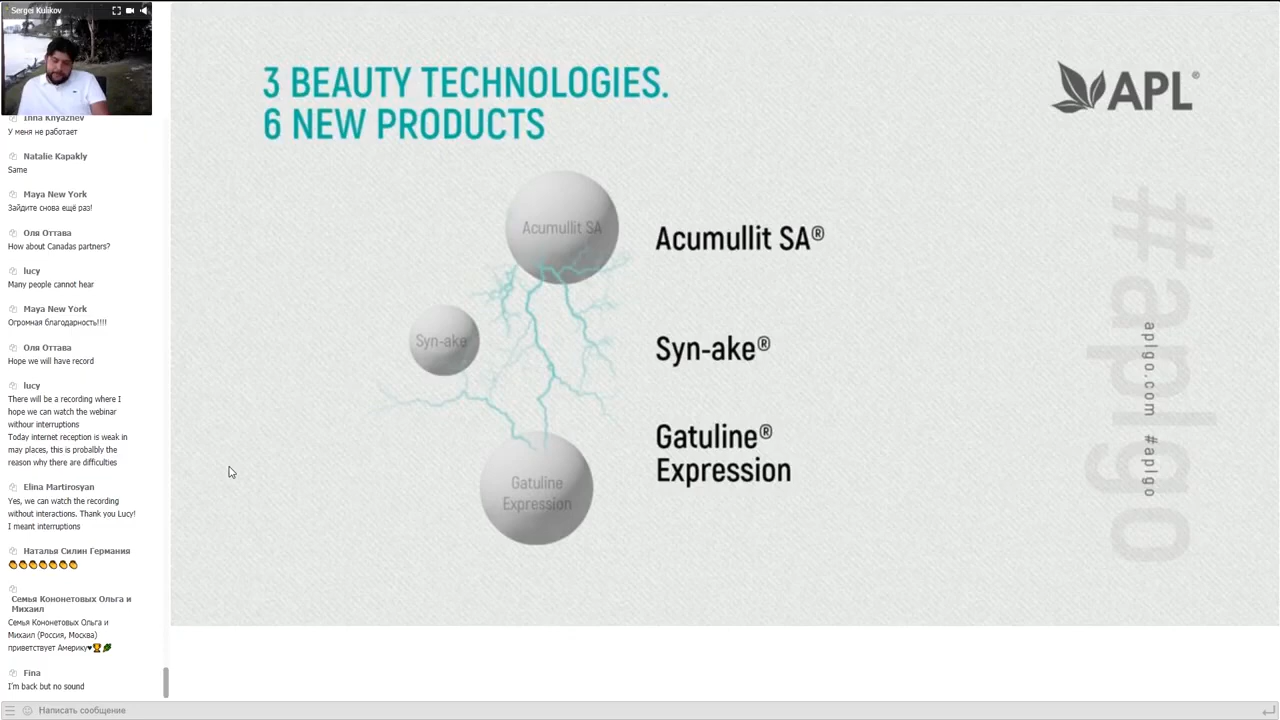 Sergei Kulikov
Inna Knyaznev
У меня не работает
Natalie Kapakly
Same
Maya New York
Зайдите снова ещё раз!
Оля Оттава
How about Canadas partners?
lucy
Many people cannot hear
Maya New York
Огромная благодарность!!!!
Оля Оттава
Hope we will have record
lucy
There will be a recording where I
hope we can watch the webinar
withour interruptions
Today internet reception is weak in
may places, this is probalbly the
reason why there are difficulties
Elina Martirosyan
Yes, we can watch the recording
without interactions. Thank you Lucy!
I meant interruptions
Наталья Силин Германия
Семья Кононетовых Ольга и
Михаил
Семья Кононетовых Ольга и
Михаил (Россия, Москва)
приветствует Америку
Fina
I'm back but no sound
Написать сообщение
3 BEAUTY TECHNOLOGIES.
6 NEW PRODUCTS
APL®
Acumullit SA
Acumullit SA®
Syn-ake
Syn-ake®
Gatuline
Expression
Gatuline®
Expression
#aplgo
aplgo.com #aplgo